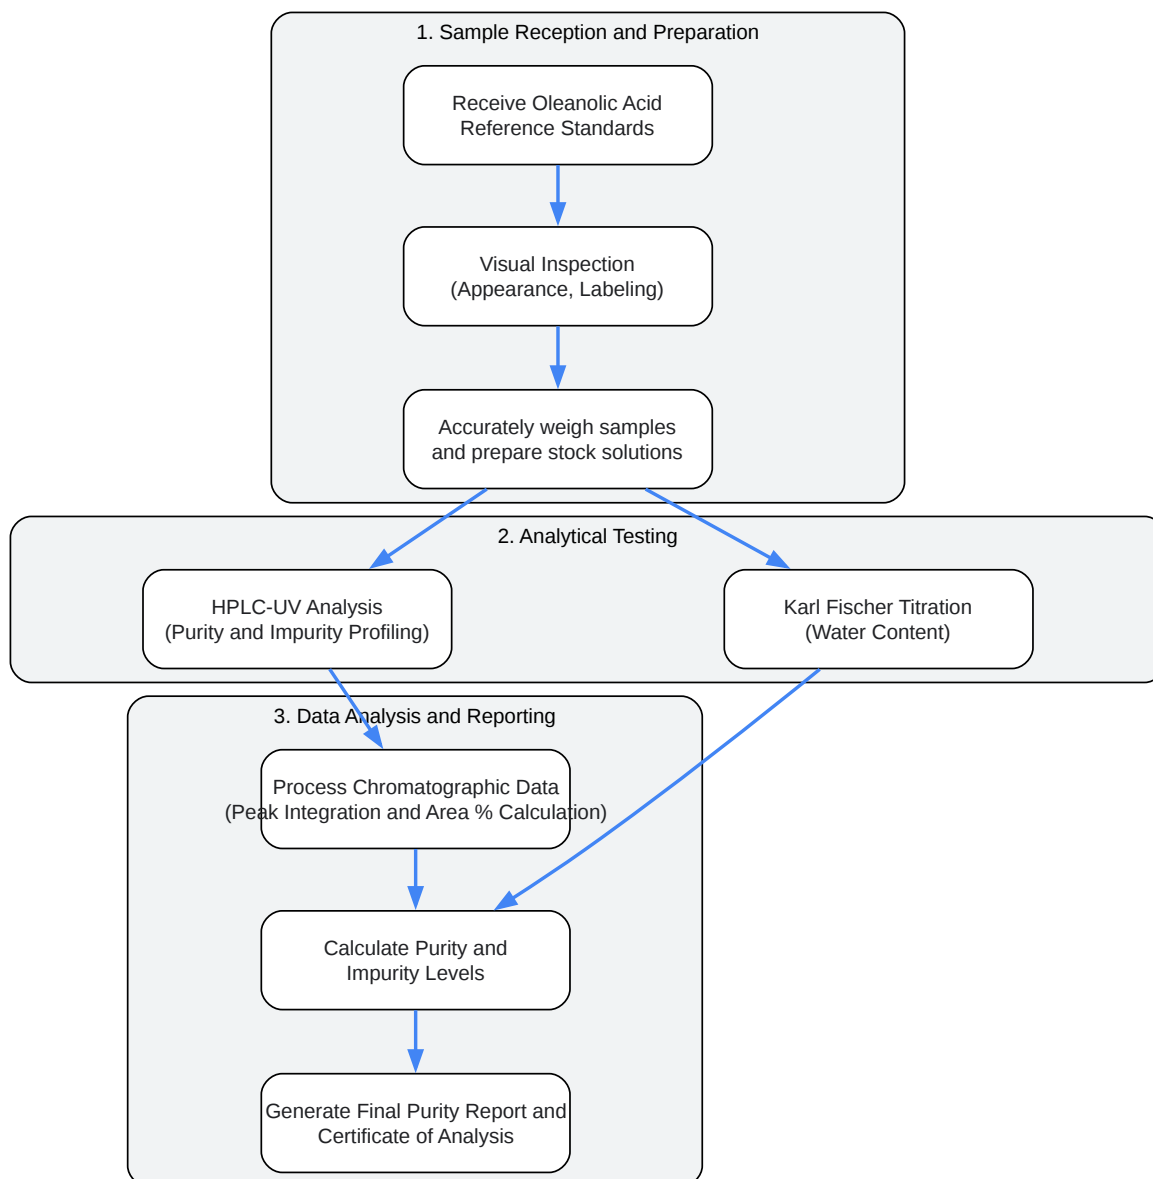 1. Sample Reception and Preparation
Receive Oleanolic Acid
Reference Standards
Visual Inspection
(Appearance, Labeling)
Accurately weigh samples
and prepare stock solutions
2. Analytical Testing
HPLC-UV Analysis
(Purity and Impurity Profiling)
Karl Fischer Titration
(Water Content)
3. Data Analysis and Reporting
Process Chromatographic Data
(Peak Integration and Area % Calculation)
Calculate Purity and
Impurity Levels
Generate Final Purity Report and
Certificate of Analysis